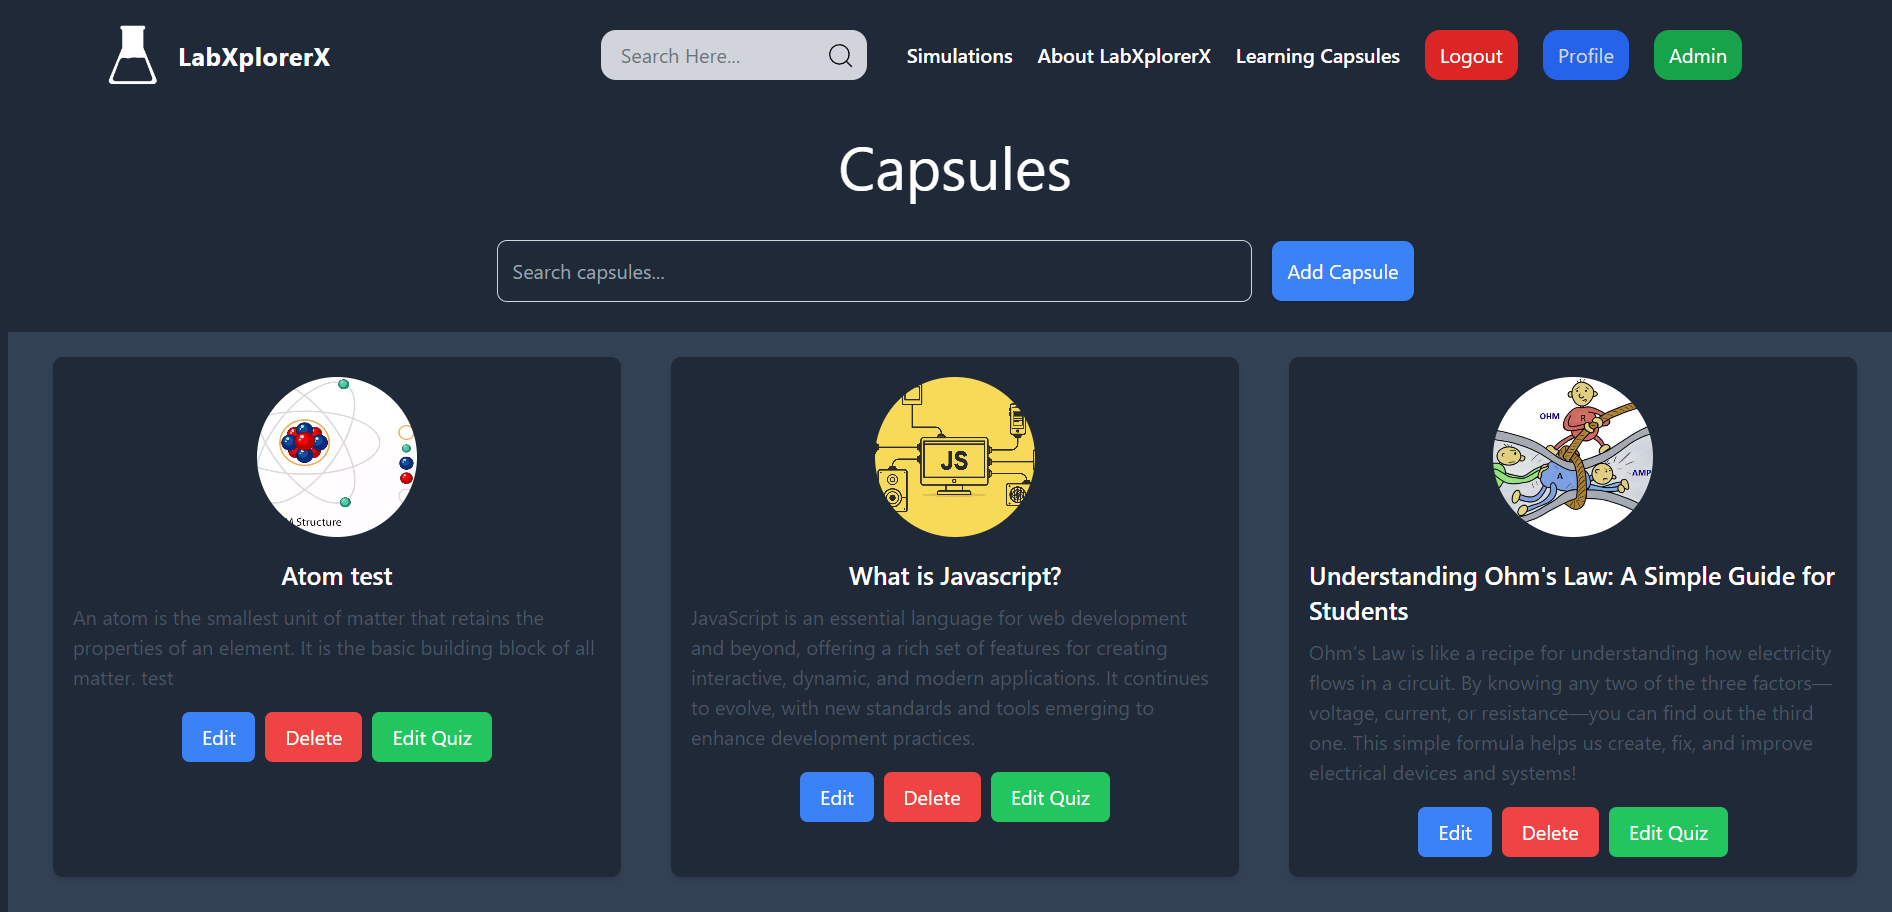 LabXplorerX
Search Here...
Simulations
About LabXplorerX
Learning Capsules
Logout
Profile
Admin
Capsules
Search capsules...
Add Capsule
Structure
Atom test
An atom is the smallest unit of matter that retains the
properties of an element. It is the basic building block of all
matter. test
Edit
Delete
Edit Quiz
JS
What is Javascript?
JavaScript is an essential language for web development
and beyond, offering a rich set of features for creating
interactive, dynamic, and modern applications. It continues
to evolve, with new standards and tools emerging to
enhance development practices.
Edit
Delete
Edit Quiz
OHM
R
A
AMP
Understanding Ohm's Law: A Simple Guide for
Students
Ohm's Law is like a recipe for understanding how electricity
flows in a circuit. By knowing any two of the three factors—
voltage, current, or resistance—you can find out the third
one. This simple formula helps us create, fix, and improve
electrical devices and systems!
Edit
Delete
Edit Quiz